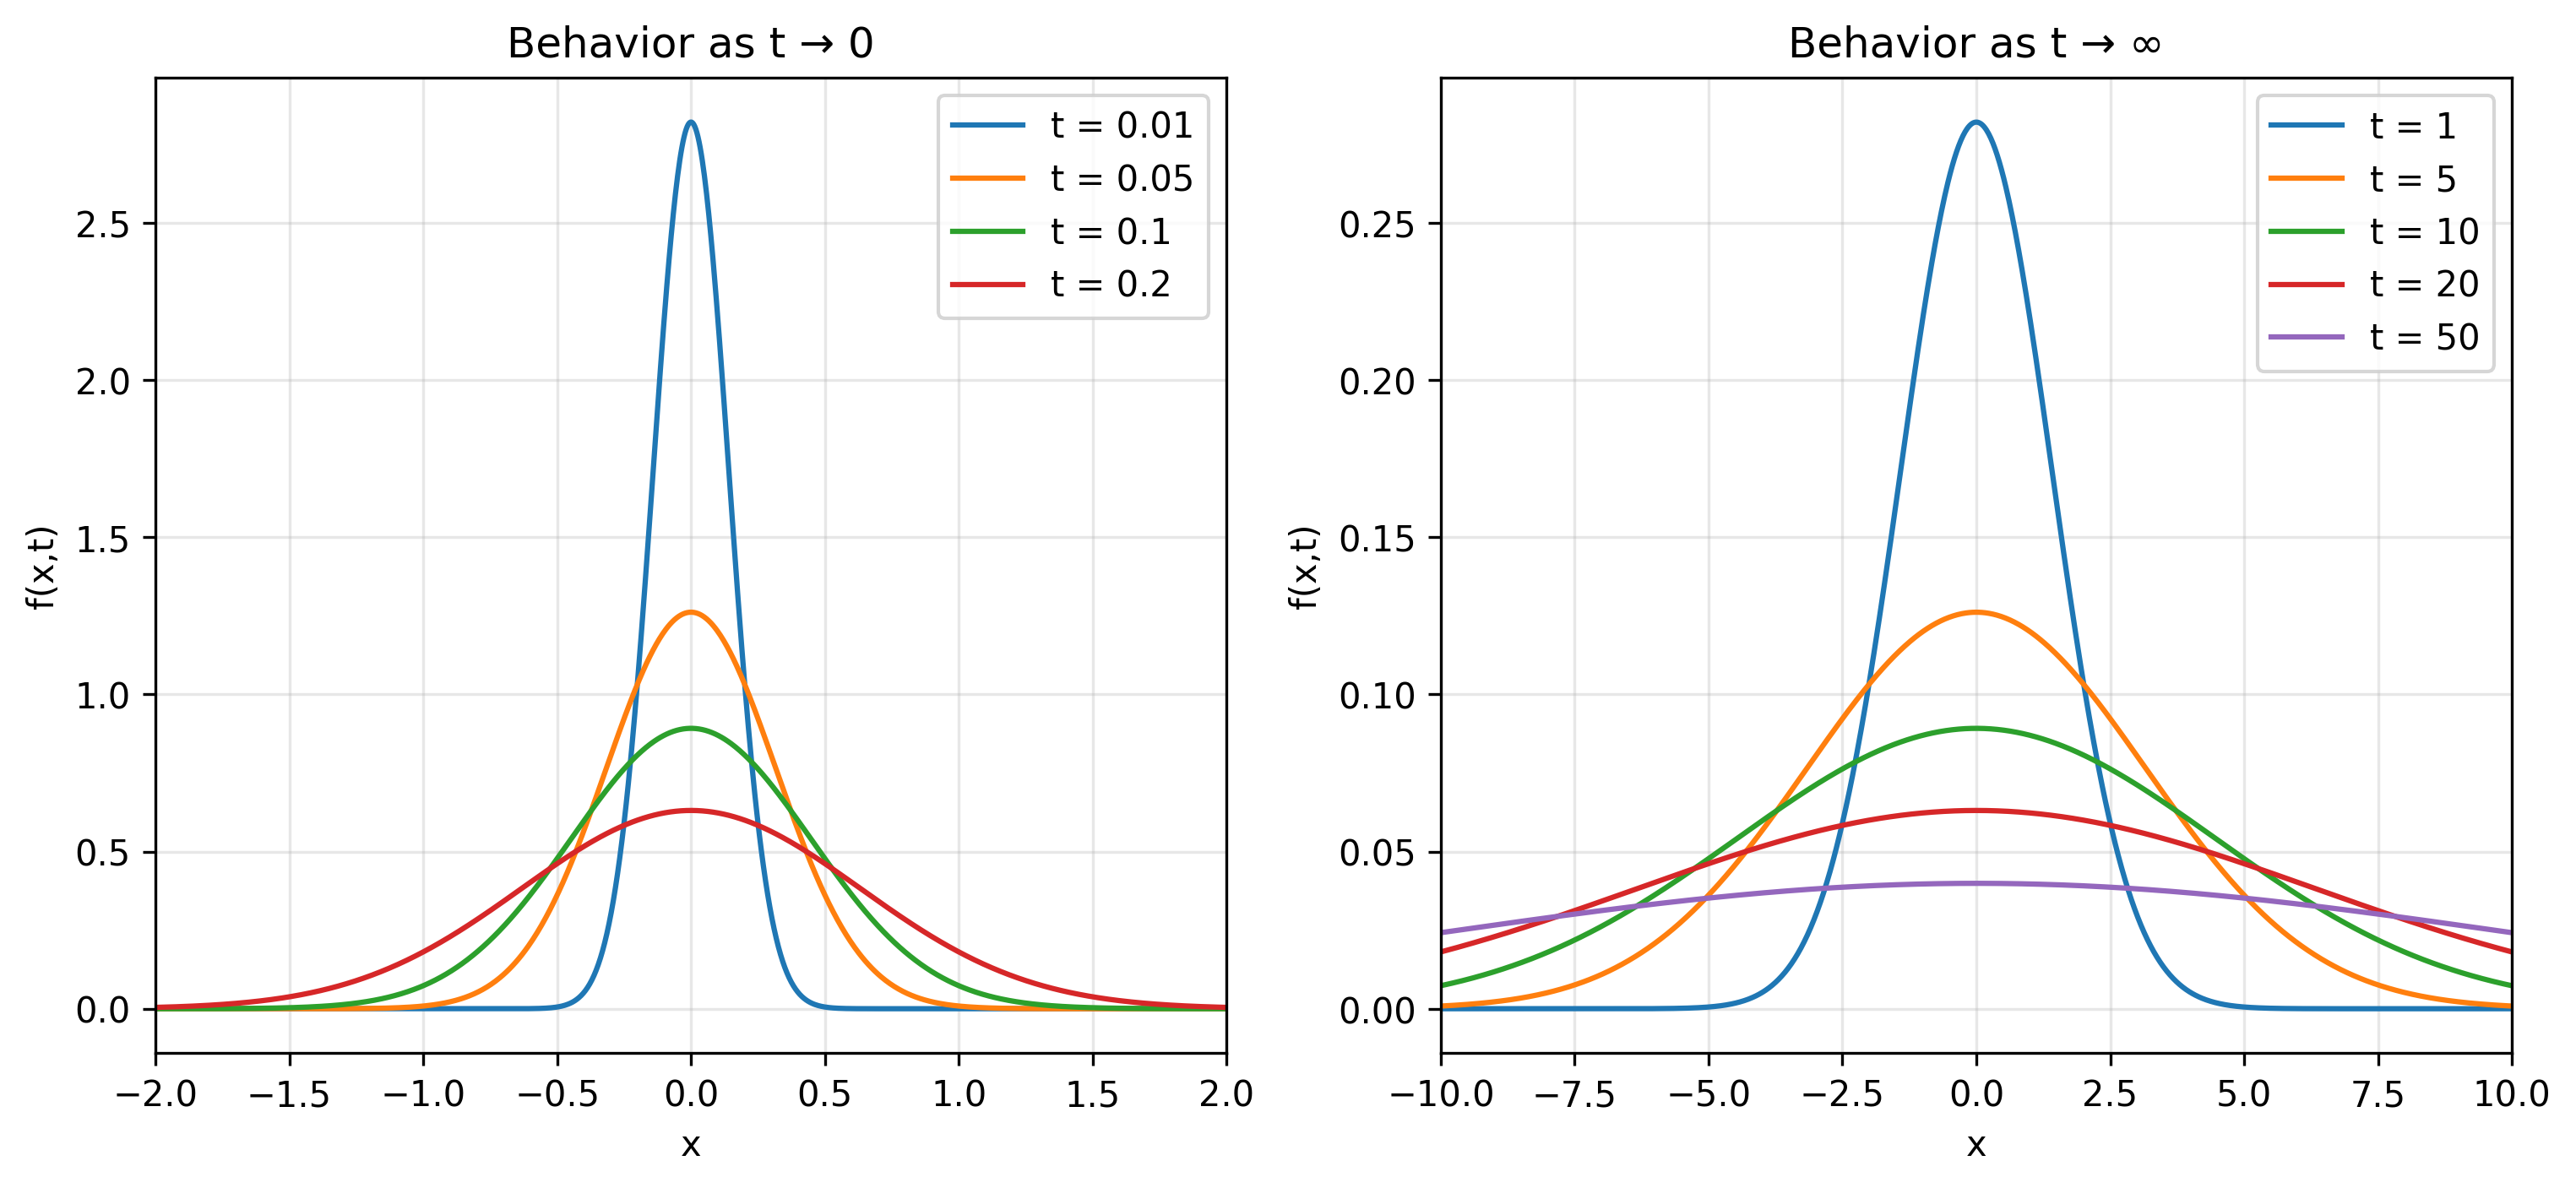 Behavior as t → 0
t = 0.01
t = 0.05
t = 0.1
t = 0.2
f(x,t)
2.5
2.0
1.5
1.0
0.5
0.0
−2.0 −1.5 −1.0 −0.5 0.0 0.5 1.0 1.5 2.0
x
Behavior as t → ∞
t = 1
t = 5
t = 10
t = 20
t = 50
f(x,t)
0.25
0.20
0.15
0.10
0.05
0.00
−10.0 −7.5 −5.0 −2.5 0.0 2.5 5.0 7.5 10.0
x